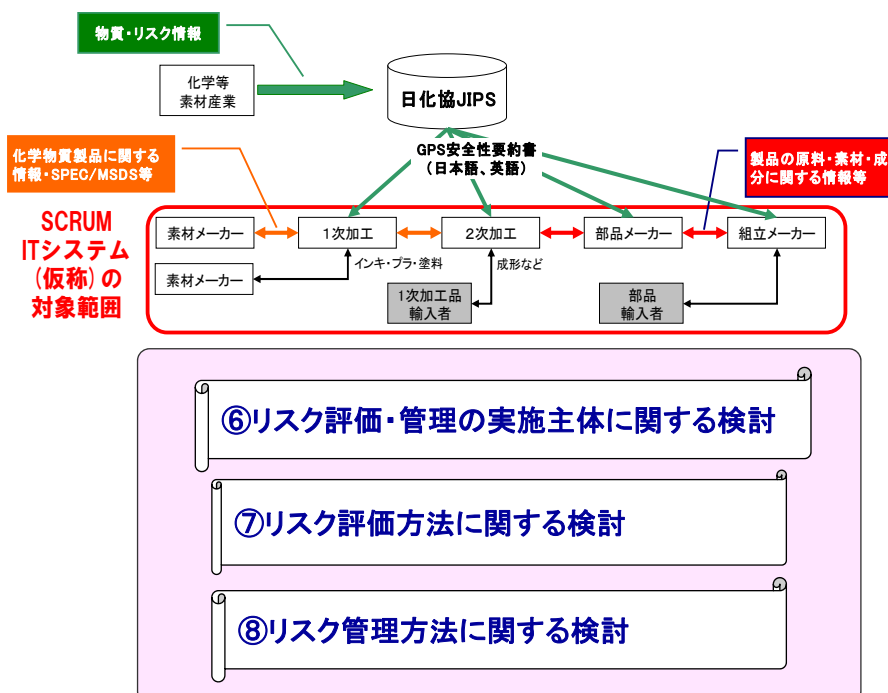 物質・リスク情報
化学等
素材産業
日化協JIPS
GPS安全性要約書
(日本語、英語)
化学物質製品に関する
情報・SPEC/MSDS等
製品の原料・素材・成
分に関する情報等
SCRUM
ITシステム
(仮称)の
対象範囲
素材メーカー
1次加工
2次加工
部品メーカー
組立メーカー
素材メーカー
インキ・プラ・塗料
成形など
1次加工品
輸入者
部品
輸入者
⑥リスク評価・管理の実施主体に関する検討
⑦リスク評価方法に関する検討
⑧リスク管理方法に関する検討